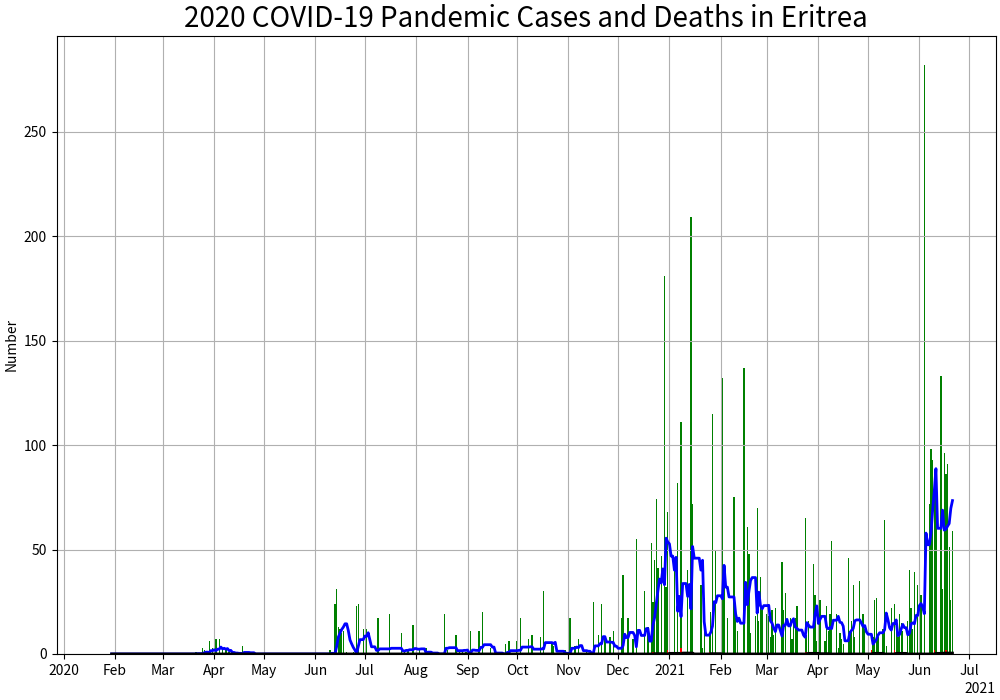 2020 COVID-19 Pandemic Cases and Deaths in Eritrea
Number
250
200
150
100
50
0
2020 Feb Mar Apr May Jun Jul Aug Sep Oct Nov Dec 2021 Feb Mar Apr May Jun Jul
2021